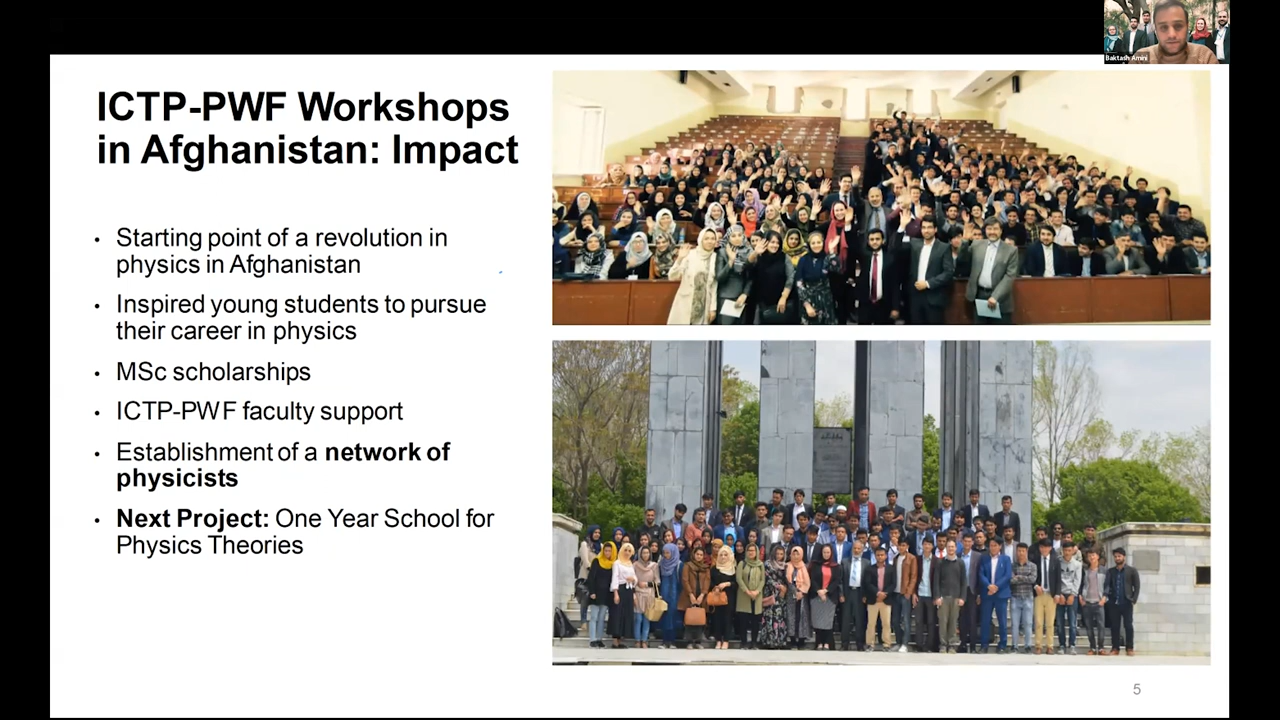 Baktash Amini
ICTP-PWF Workshops
in Afghanistan: Impact
• Starting point of a revolution in
physics in Afghanistan
• Inspired young students to pursue
their career in physics
• MSc scholarships
• ICTP-PWF faculty support
• Establishment of a network of
physicists
• Next Project: One Year School for
Physics Theories
5